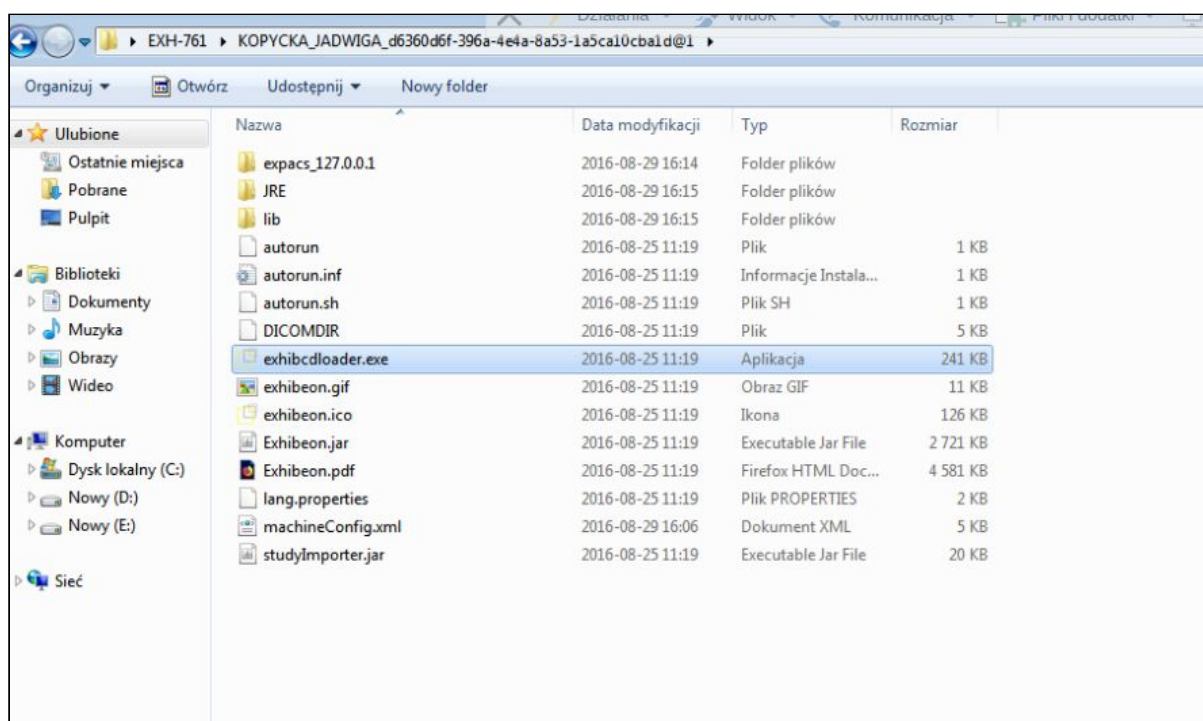 Działania Widok Komunikacja Pliki i dodatki
EXH-761 KOPYCKA_JADWIGA_d6360d6f-396a-4e4a-8a53-1a5ca10cba1d@1
Organizuj Otwórz Udostępnij Nowy folder
Nazwa Data modyfikacji Typ Rozmiar
Ulubione
Ostatnie miejsca
Pobrane
Pulpit
Biblioteki
Dokumenty
Muzyka
Obrazy
Wideo
Komputer
Dysk lokalny (C:)
Nowy (D:)
Nowy (E:)
Sieć
expacs_127.0.0.1 2016-08-29 16:14 Folder plików
JRE 2016-08-29 16:15 Folder plików
lib 2016-08-29 16:15 Folder plików
autorun 2016-08-25 11:19 Plik 1 KB
autorun.inf 2016-08-25 11:19 Informacje Instala... 1 KB
autorun.sh 2016-08-25 11:19 Plik SH 1 KB
DICOMDIR 2016-08-25 11:19 Plik 5 KB
exhibcdloader.exe 2016-08-25 11:19 Aplikacja 241 KB
exhibeon.gif 2016-08-25 11:19 Obraz GIF 11 KB
exhibeon.ico 2016-08-25 11:19 Ikona 126 KB
Exhibeon.jar 2016-08-25 11:19 Executable Jar File 2 721 KB
Exhibeon.pdf 2016-08-25 11:19 Firefox HTML Doc... 4 581 KB
lang.properties 2016-08-25 11:19 Plik PROPERTIES 2 KB
machineConfig.xml 2016-08-29 16:06 Dokument XML 5 KB
studyImporter.jar 2016-08-25 11:19 Executable Jar File 20 KB